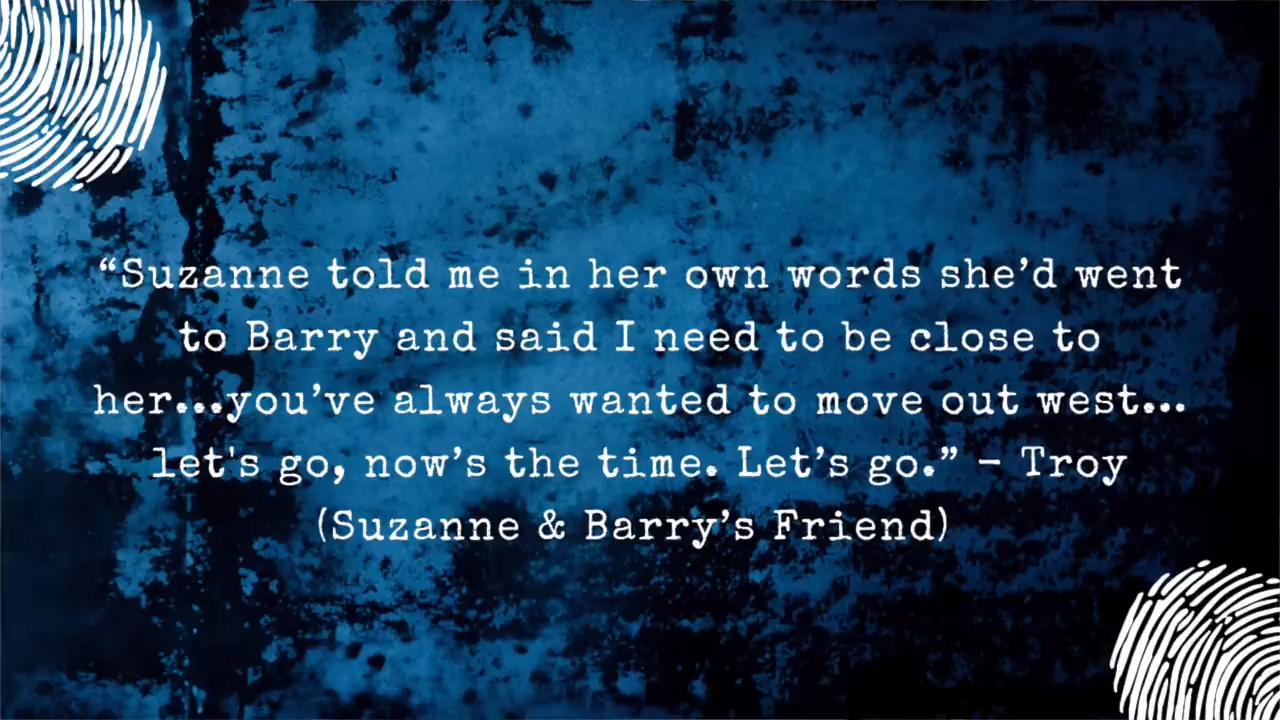 “Suzanne told me in her own words she’d went
to Barry and said I need to be close to
her...you’ve always wanted to move out west...
let's go, now’s the time. Let’s go.” – Troy
(Suzanne & Barry’s Friend)